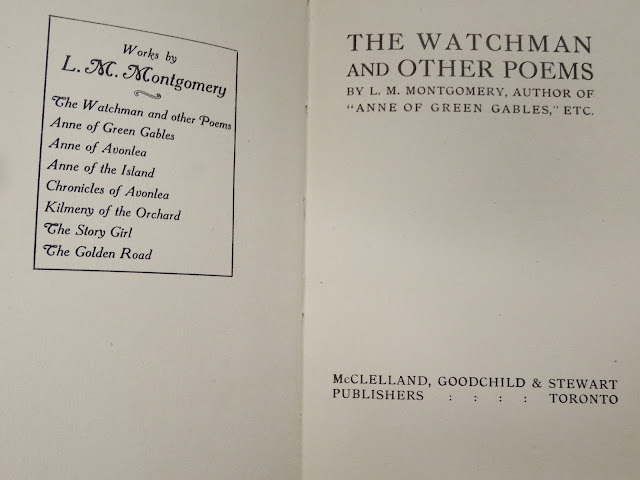 Works by
L. M. Montgomery
The Watchman and other Poems
Anne of Green Gables
Anne of Avonlea
Anne of the Island
Chronicles of Avonlea
Kilmeny of the Orchard
The Story Girl
The Golden Road
THE WATCHMAN
AND OTHER POEMS
BY L. M. MONTGOMERY, AUTHOR OF
"ANNE OF GREEN GABLES," ETC.
McCLELLAND, GOODCHILD & STEWART
PUBLISHERS : : : : TORONTO